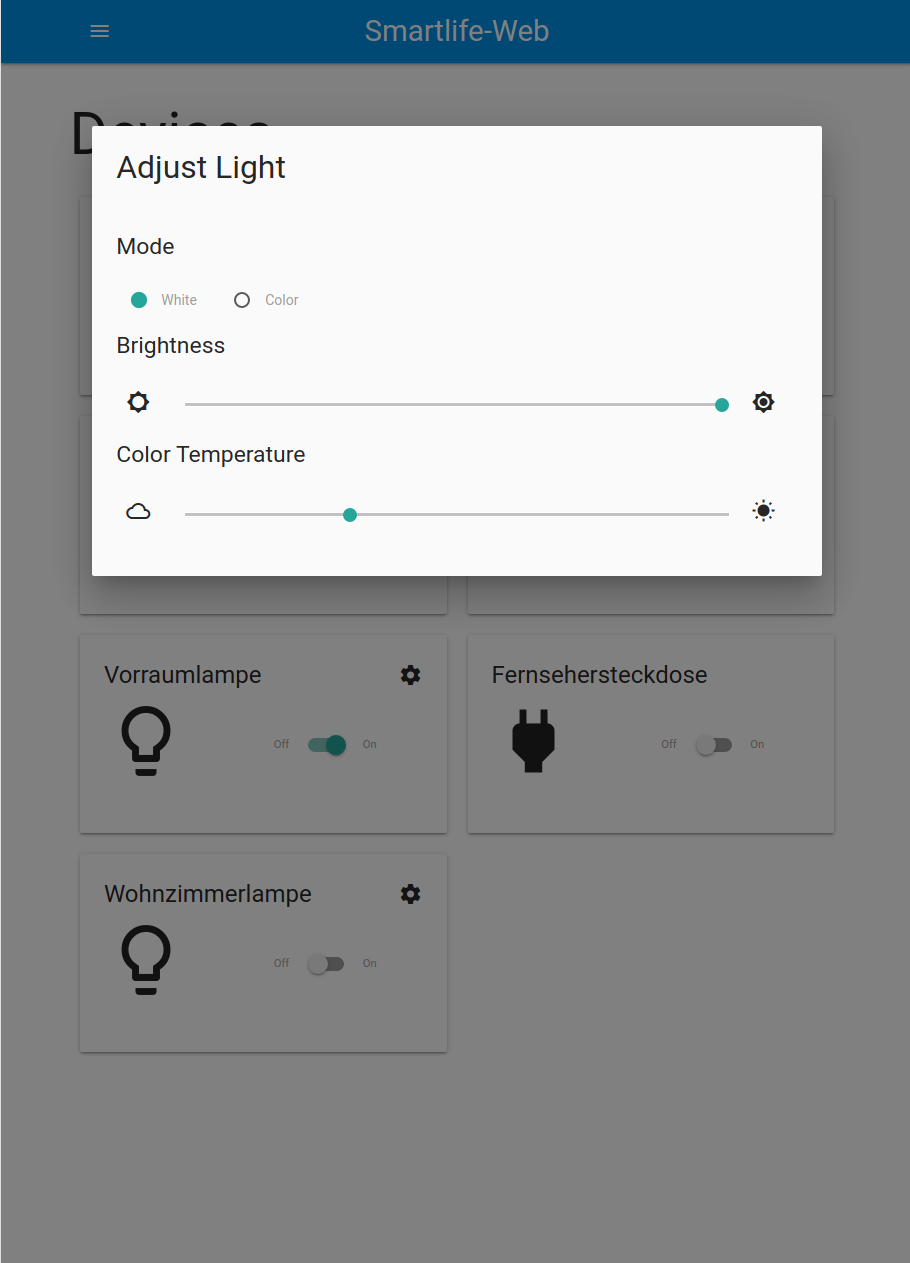 Smartlife-Web
Devices
Adjust Light
Mode
White Color
Brightness
Color Temperature
Vorraumlampe
Off On
Fernsehersteckdose
Off On
Wohnzimmerlampe
Off On